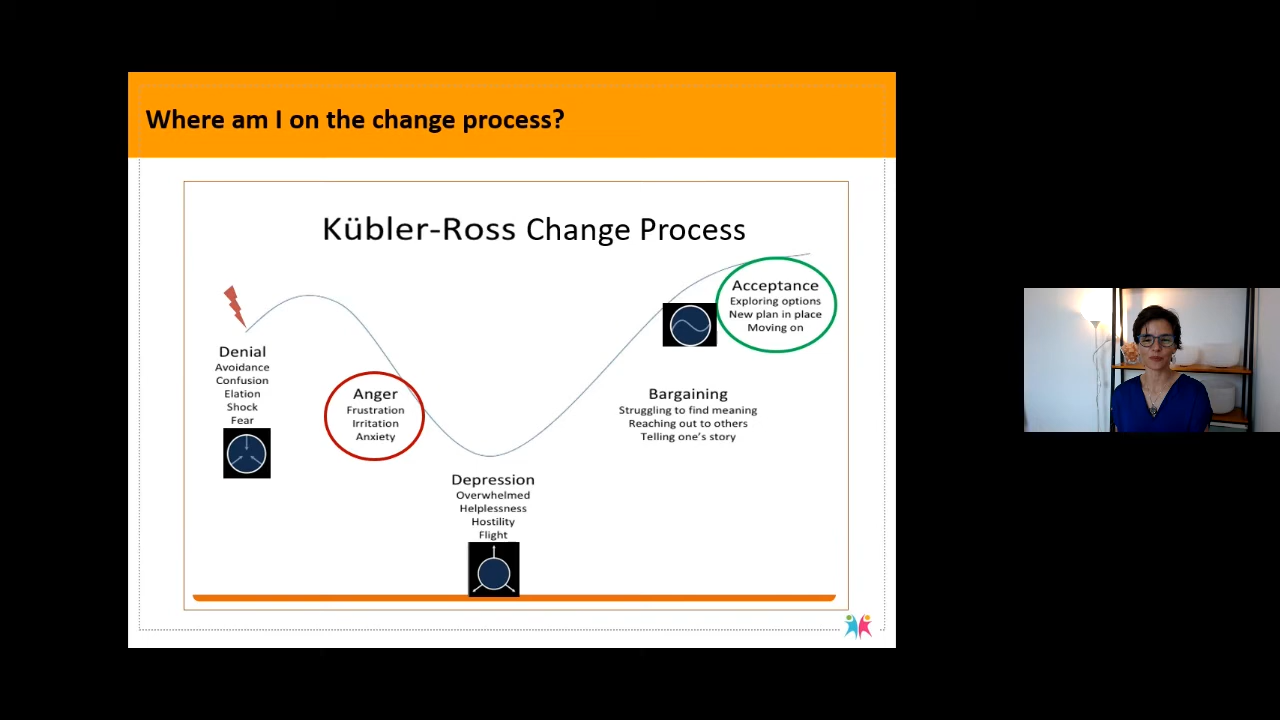 Where am I on the change process?
Kübler-Ross Change Process
Denial
Avoidance
Confusion
Elation
Shock
Fear
Anger
Frustration
Irritation
Anxiety
Depression
Overwhelmed
Helplessness
Hostility
Flight
Bargaining
Struggling to find meaning
Reaching out to others
Telling one's story
Acceptance
Exploring options
New plan in place
Moving on